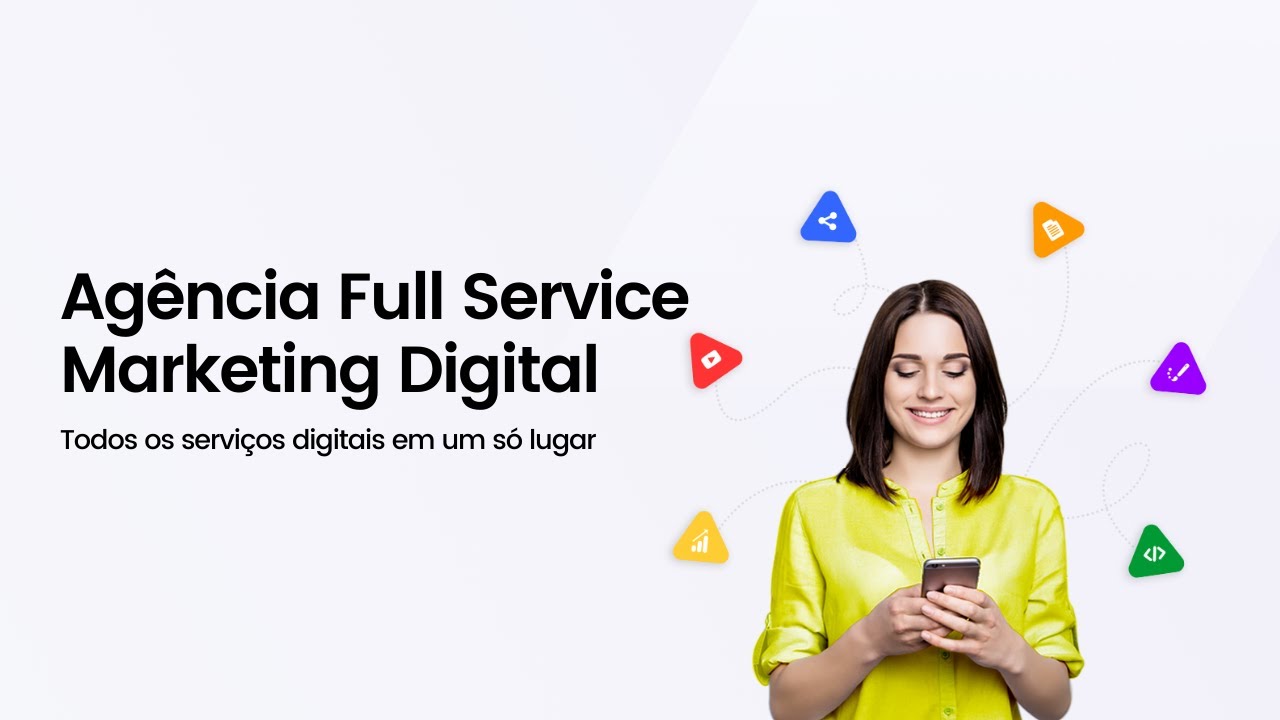 Agência Full Service
Marketing Digital
Todos os serviços digitais em um só lugar